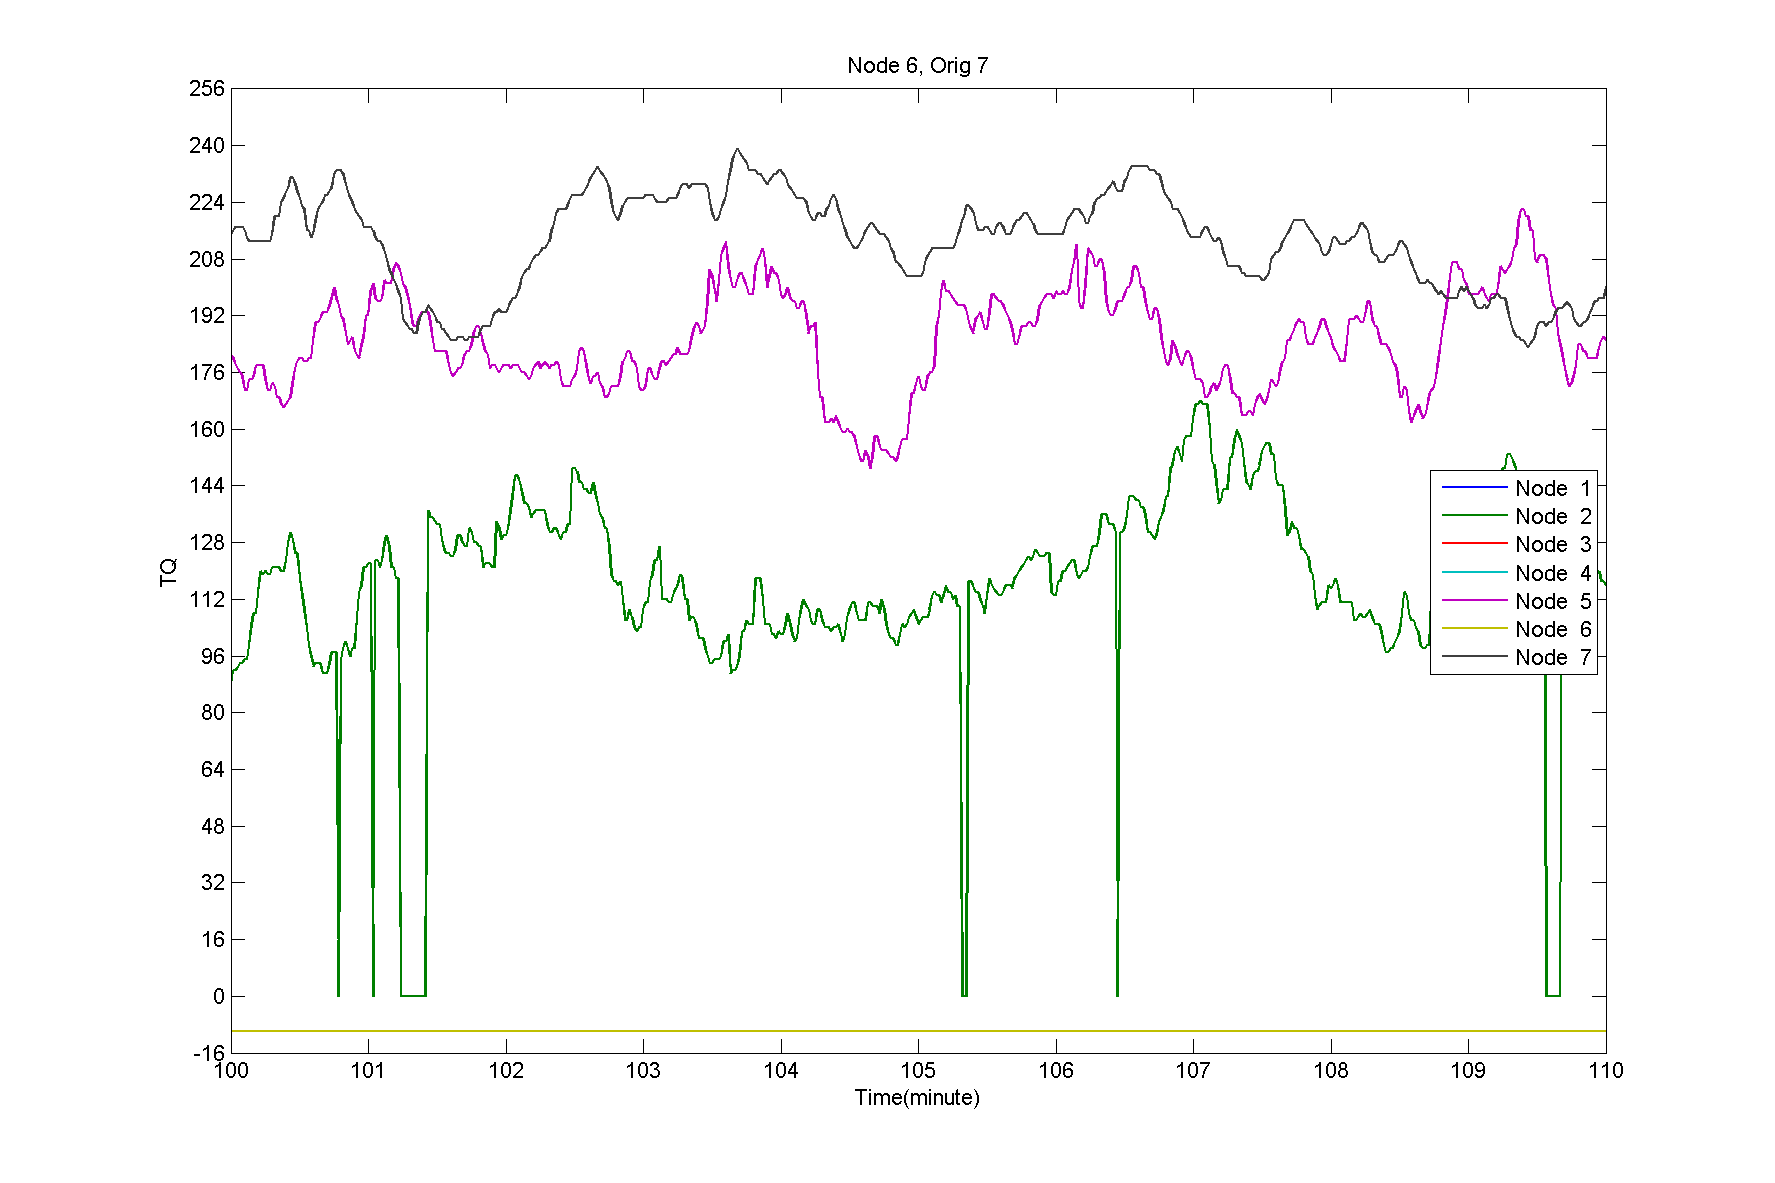 Node 6, Orig 7
256
240
224
208
192
176
160
144
128
112
96
80
64
48
32
16
0
-16
TQ
Node 1
Node 2
Node 3
Node 4
Node 5
Node 6
Node 7
100 101 102 103 104 105 106 107 108 109 110
Time(minute)